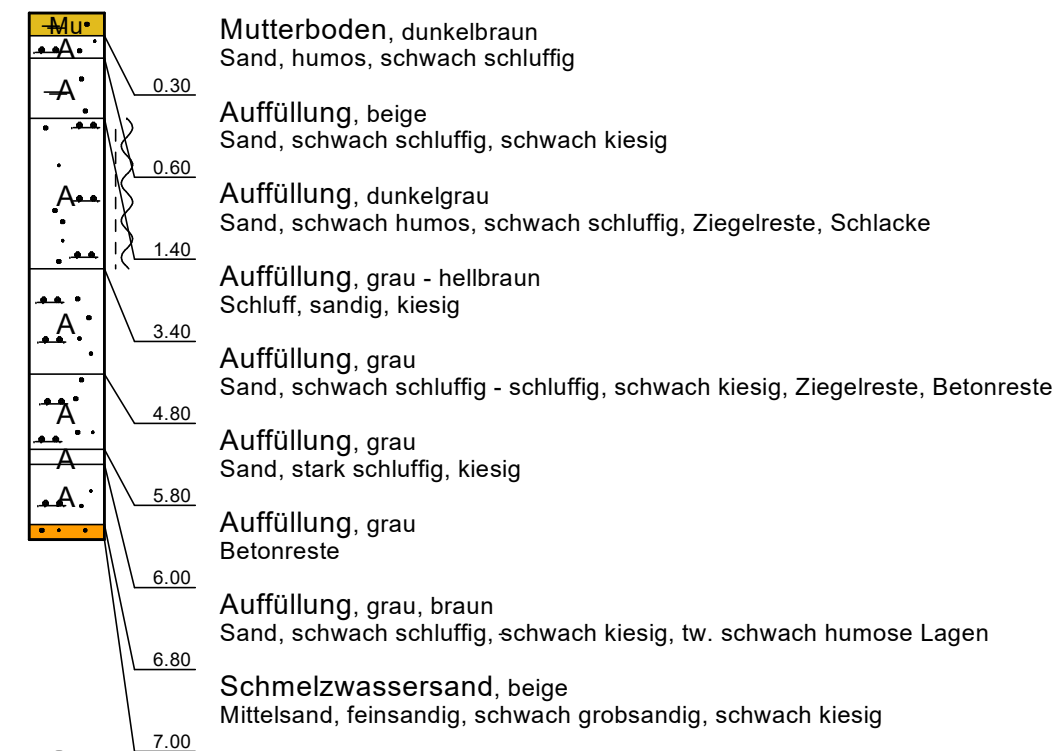 Mu
Mutterboden, dunkelbraun
Sand, humos, schwach schluffig
0.30
A
Auffüllung, beige
Sand, schwach schluffig, schwach kiesig
0.60
A
Auffüllung, dunkelgrau
Sand, schwach humos, schwach schluffig, Ziegelreste, Schlacke
1.40
A
Auffüllung, grau - hellbraun
Schluff, sandig, kiesig
3.40
A
Auffüllung, grau
Sand, schwach schluffig - schluffig, schwach kiesig, Ziegelreste, Betonreste
4.80
A
Auffüllung, grau
Sand, stark schluffig, kiesig
5.80
A
Auffüllung, grau
Betonreste
6.00
A
Auffüllung, grau, braun
Sand, schwach schluffig, schwach kiesig, tw. schwach humose Lagen
6.80
Schmelzwassersand, beige
Mittelsand, feinsandig, schwach grobsandig, schwach kiesig
7.00